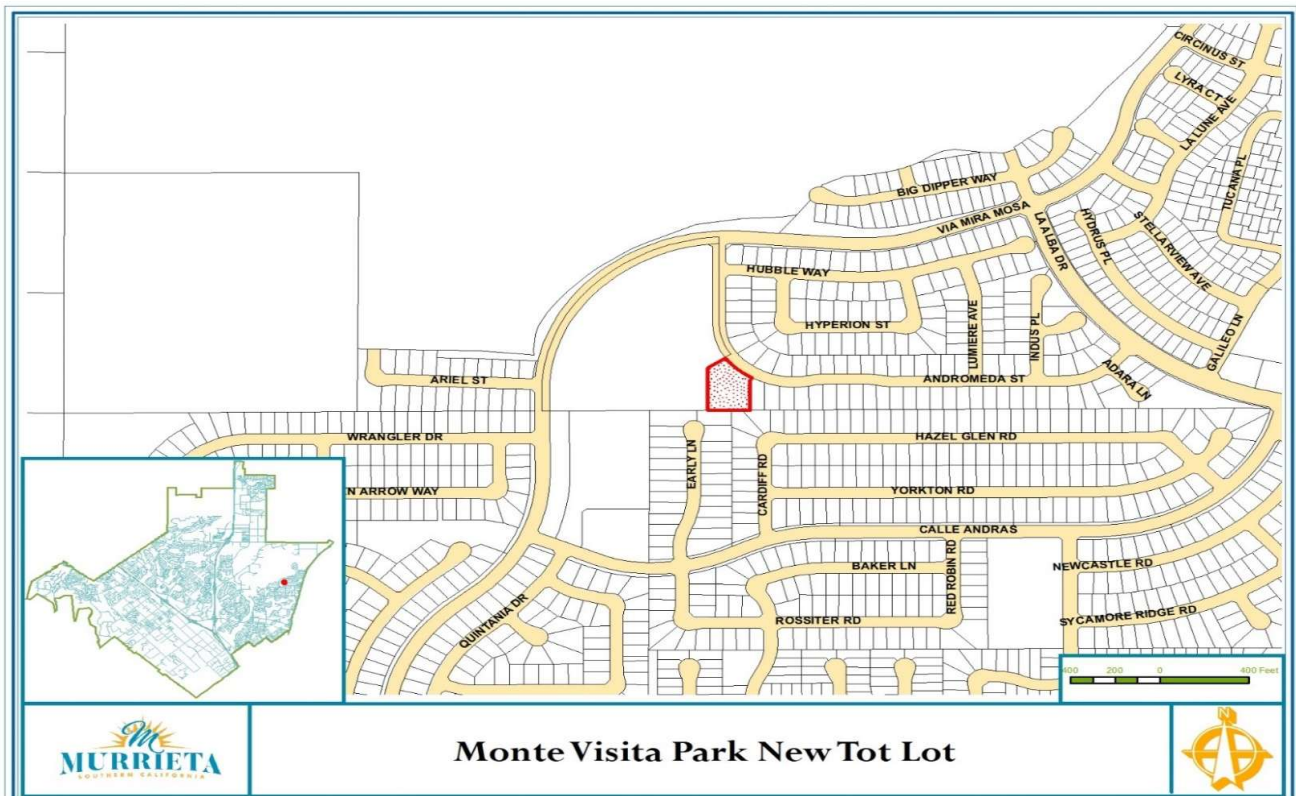 CIRCINUS ST
LYRA CT
LA LUNE AVE
TUCANA PL
BIG DIPPER WAY
VIA MIRA MOSA
LA ALBA DR
HYDRUS PL
STELLARVIEW AVE
HUBBLE WAY
HYPERION ST
LUMIERE AVE
INDUS PL
GALILEO LN
ARIEL ST
ANDROMEDA ST
ADARA LN
WRANGLER DR
EARLY LN
CARDIFF RD
HAZEL GLEN RD
EN ARROW WAY
YORKTON RD
CALLE ANDRAS
QUINTANIA DR
BAKER LN
RED ROBIN RD
NEWCASTLE RD
ROSSITER RD
SYCAMORE RIDGE RD
400 200 0 400 Feet
M
MURRIETA
SOUTHERN CALIFORNIA
Monte Visita Park New Tot Lot
N